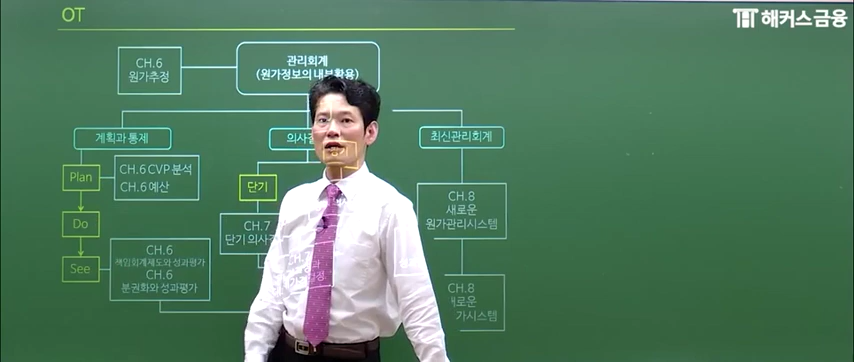 OT
해커스금융
CH.6
원가추정
관리회계
(원가정보의 내부활용)
계획과 통제
최신관리회계
Plan
CH.6 CVP 분석
CH.6 예산
Do
See
CH.6
책임회계제도와 성과평가
CH.6
분권화와 성과평가
단기
CH.7
단기
CH.8
새로운
원가관리시스템
CH.8